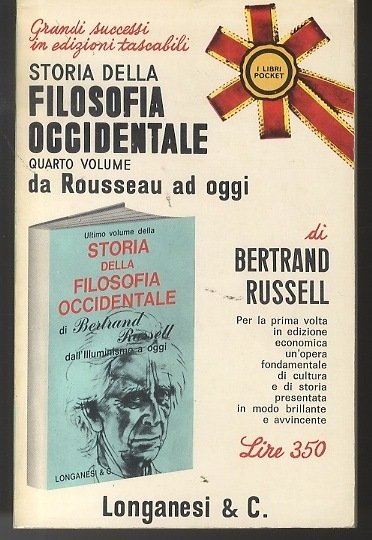 Grandi successi
in edizioni tascabili
I LIBRI
POCKET
STORIA DELLA
FILOSOFIA
OCCIDENTALE
QUARTO VOLUME
da Rousseau ad oggi
Ultimo volume della
STORIA
DELLA
FILOSOFIA
OCCIDENTALE
di Bertrand
Russell
dall'Illuminismo a oggi
LONGANESI & C.
di
BERTRAND
RUSSELL
Per la prima volta
in edizione
economica
un'opera
fondamentale
di cultura
e di storia
presentata
in modo brillante
e avvincente
Lire 350
Longanesi & C.